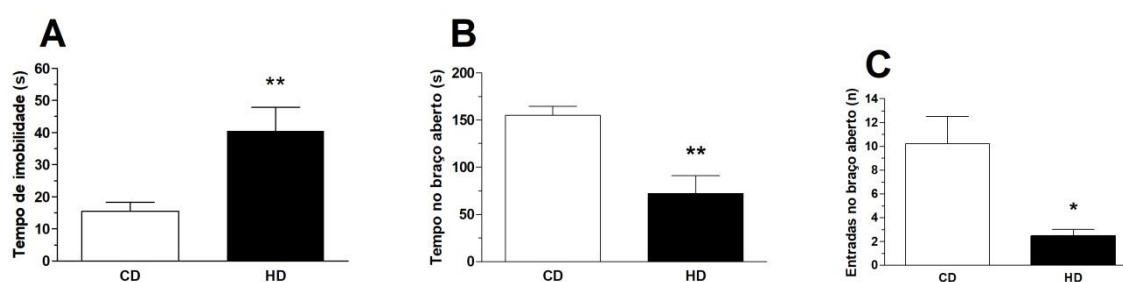 A
Tempo de imobilidade (s)
60
50
40
30
20
10
0
**
CD
HD
B
Tempo no braço aberto (s)
200
150
100
50
0
**
CD
HD
C
Entradas no braço aberto (n)
14
12
10
8
6
4
2
0
*
CD
HD